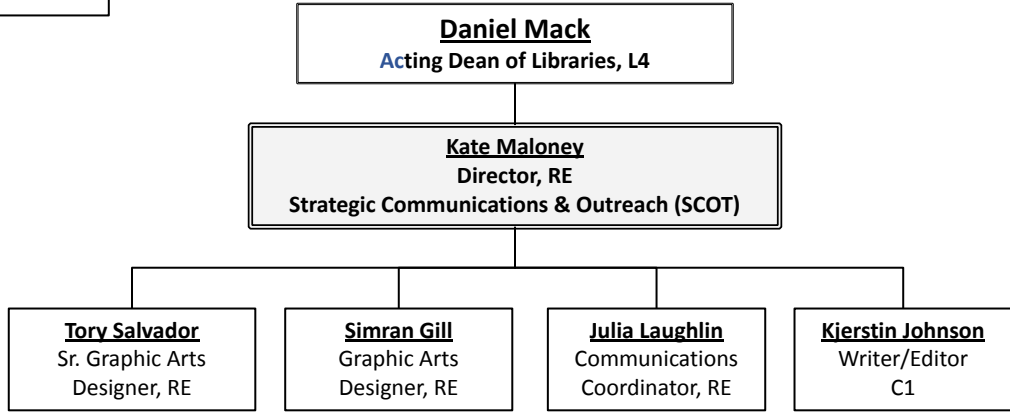 Daniel Mack
Acting Dean of Libraries, L4
Kate Maloney
Director, RE
Strategic Communications & Outreach (SCOT)
Tory Salvador
Sr. Graphic Arts
Designer, RE
Simran Gill
Graphic Arts
Designer, RE
Julia Laughlin
Communications
Coordinator, RE
Kjerstin Johnson
Writer/Editor
C1